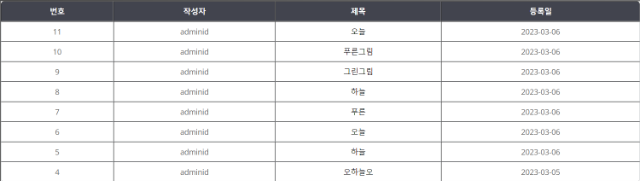 번호 작성자 제목 등록일
11 adminid 오늘 2023-03-06
10 adminid 푸른그림 2023-03-06
9 adminid 그린그림 2023-03-06
8 adminid 하늘 2023-03-06
7 adminid 푸른 2023-03-06
6 adminid 오늘 2023-03-06
5 adminid 하늘 2023-03-06
4 adminid 오하늘오 2023-03-05